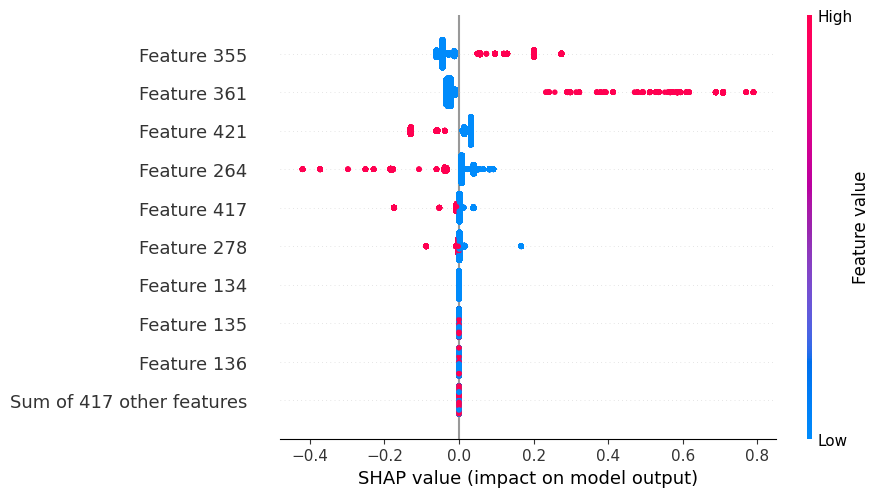 High
Feature 355
Feature 361
Feature 421
Feature 264
Feature 417
Feature 278
Feature 134
Feature 135
Feature 136
Sum of 417 other features
Feature value
Low
−0.4 −0.2 0.0 0.2 0.4 0.6 0.8
SHAP value (impact on model output)